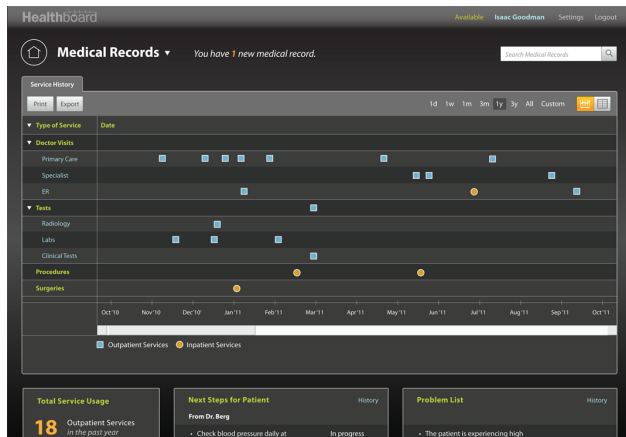 Healthboard
Available Isaac Goodman Settings Logout
Medical Records ▾ You have 1 new medical record. Search Medical Records
Service History
Print Export 1d 1w 1m 3m 1y 3y All Custom
Type of Service Date
Doctor Visits
Primary Care
Specialist
ER
Tests
Radiology
Labs
Clinical Tests
Procedures
Surgeries
Oct'10 Nov'10 Dec'10' Jan'11 Feb'11 Mar'11 Apr'11 May'11 Jun'11 Jul'11 Aug'11 Sep'11 Oct'11
Outpatient Services Inpatient Services
Total Service Usage
18 Outpatient Services
in the past year
Next Steps for Patient History
From Dr. Berg
• Check blood pressure daily at In progress
Problem List History
• The patient is experiencing high